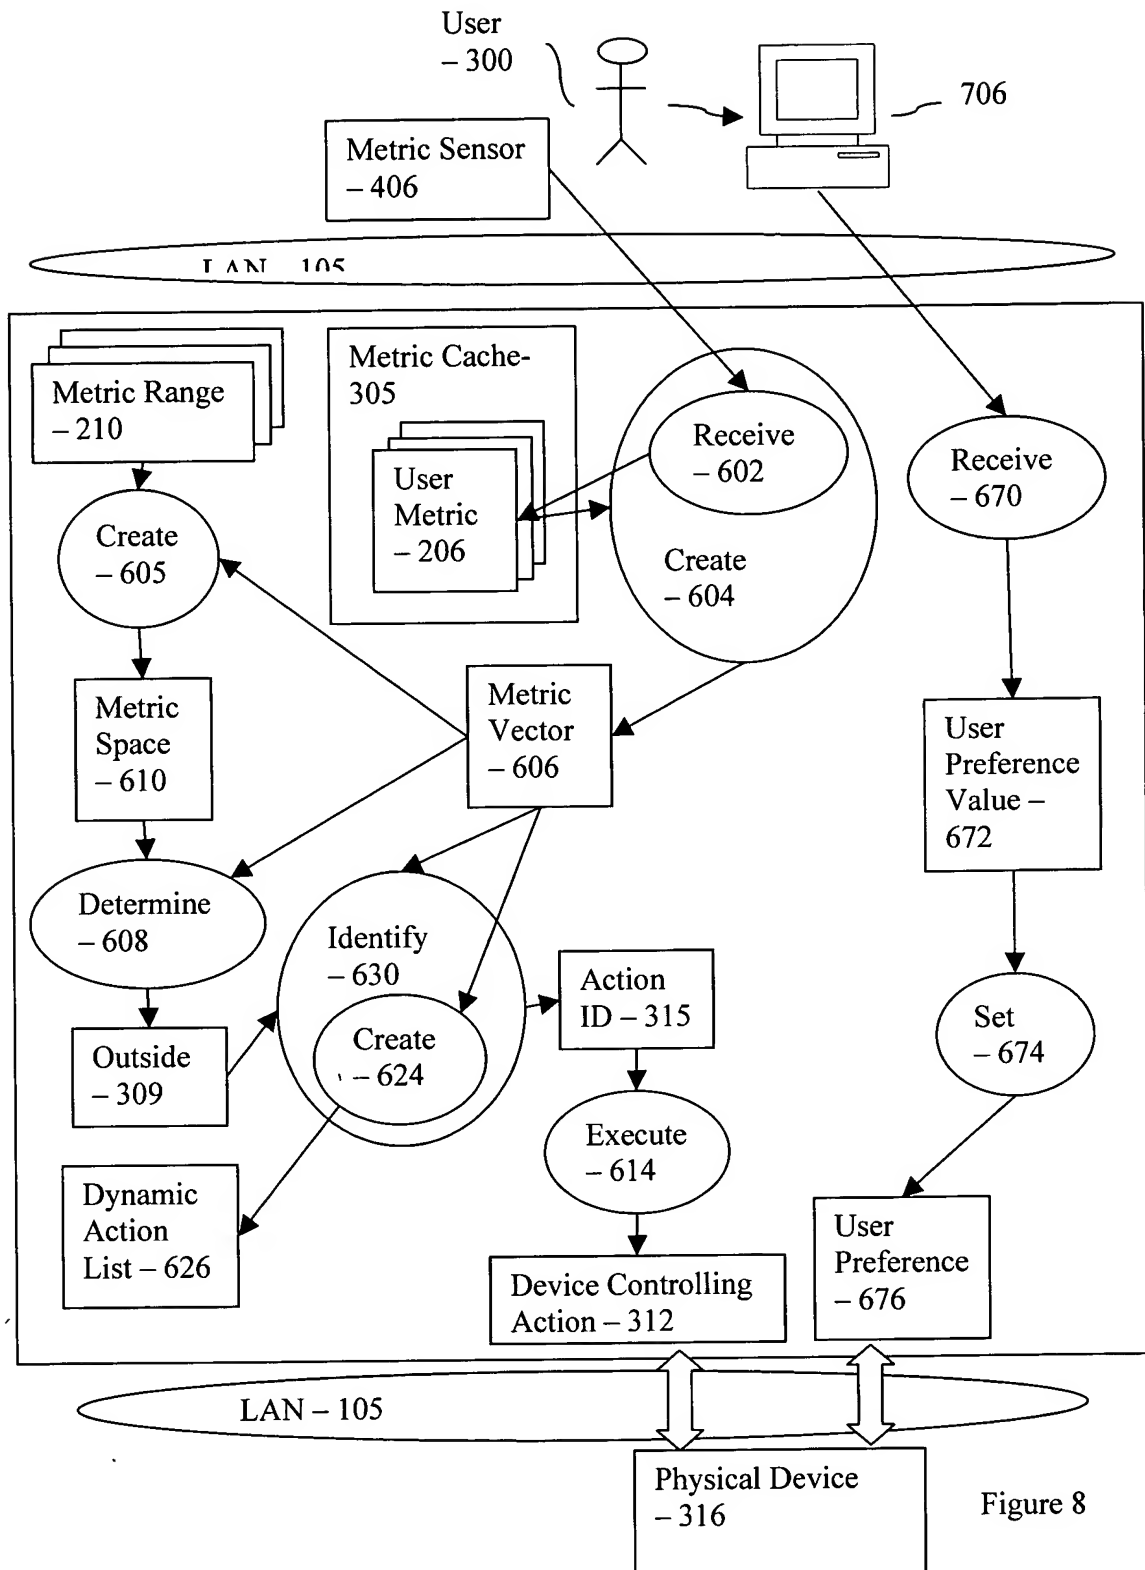 User
– 300
706
Metric Sensor
– 406
LAN – 105
Metric Range
– 210
Metric Cache-
305
User
Metric
– 206
Receive
– 602
Create
– 604
Receive
– 670
Create
– 605
Metric
Space
– 610
Metric
Vector
– 606
User
Preference
Value –
672
Determine
– 608
Identify
– 630
Create
– 624
Action
ID – 315
Set
– 674
Outside
– 309
Execute
– 614
Dynamic
Action
List – 626
Device Controlling
Action – 312
User
Preference
– 676
LAN – 105
Physical Device
– 316
Figure 8